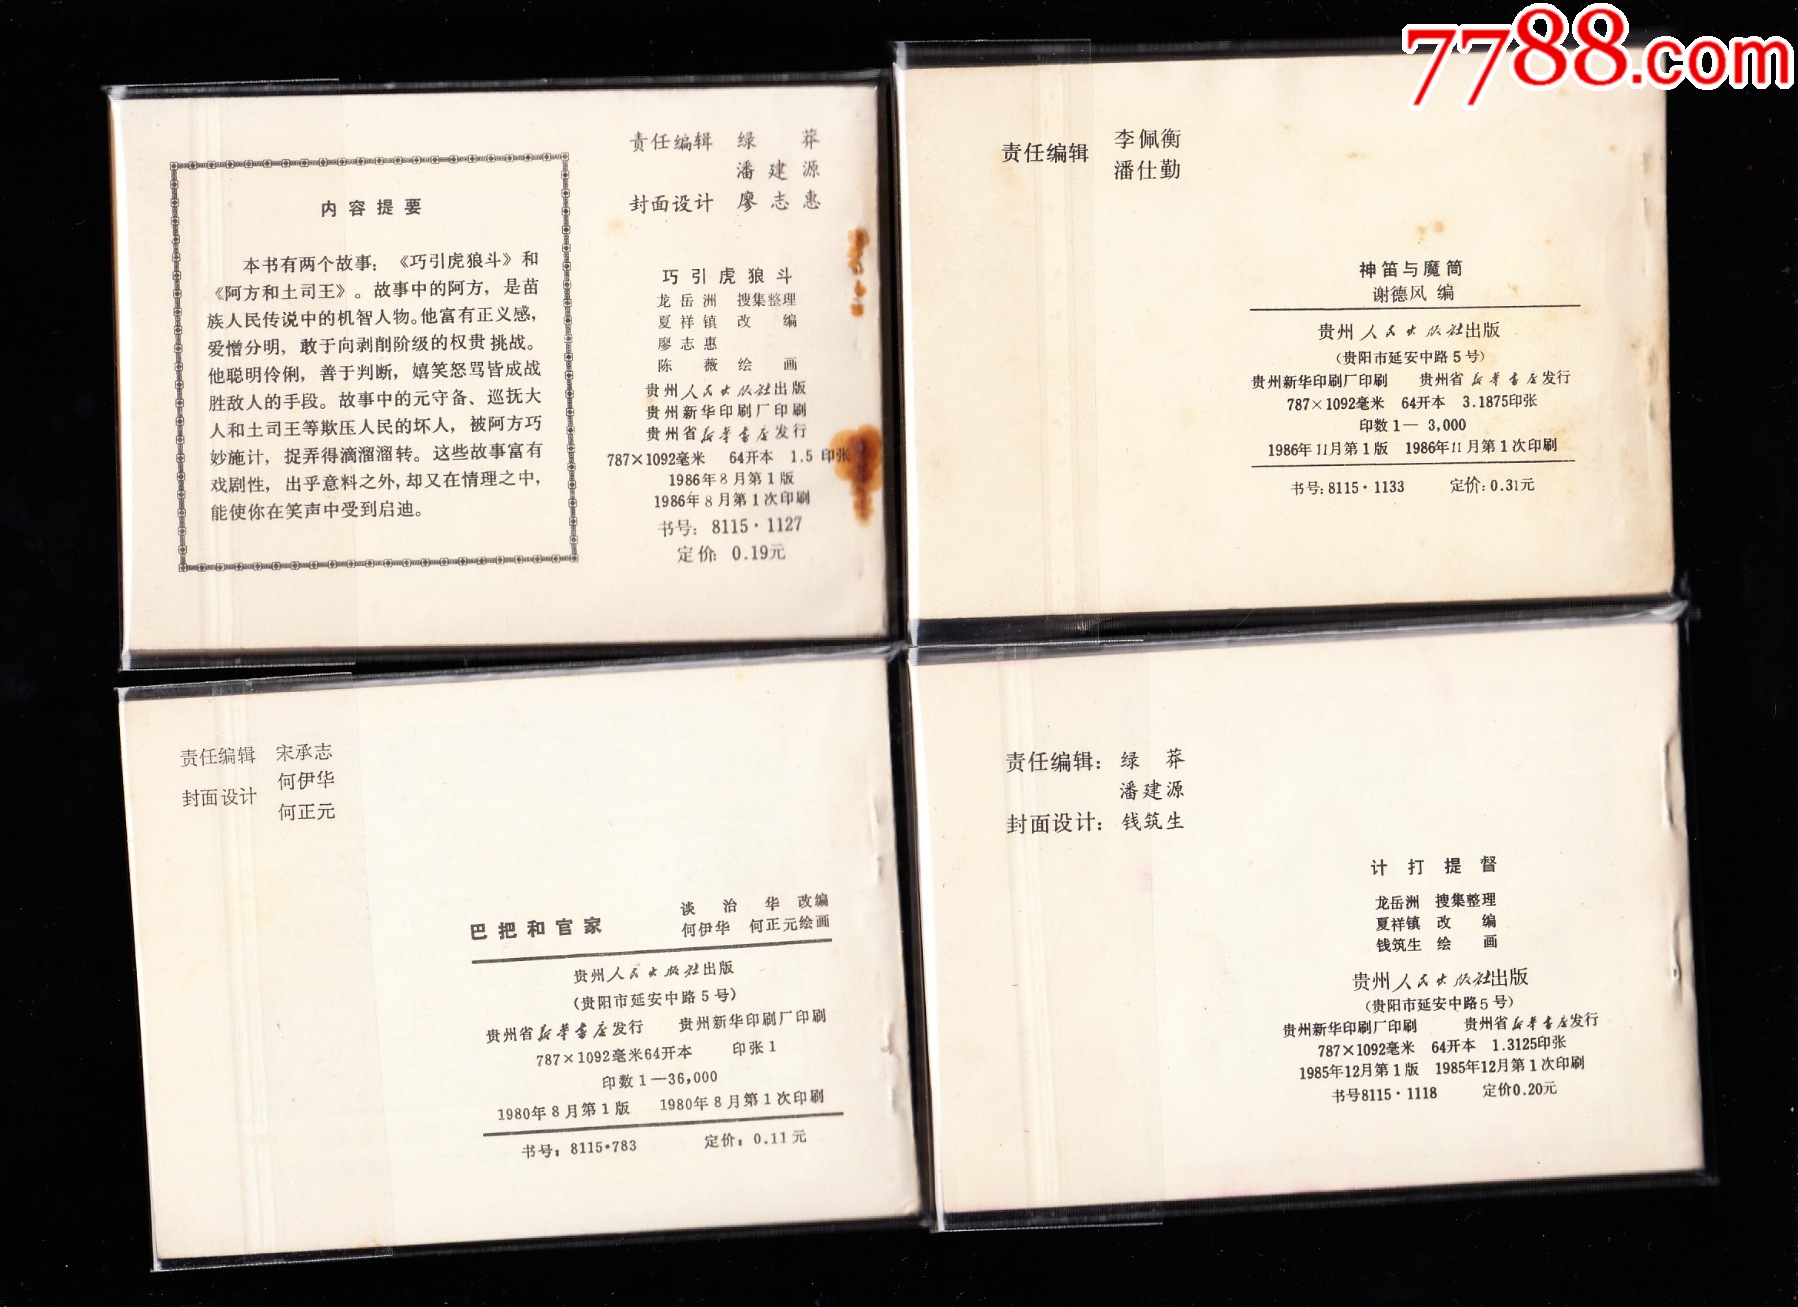 7788.com
内容提要
本书有两个故事：《巧引虎狼斗》和
《阿方和土司王》。故事中的阿方，是苗
族人民传说中的机智人物。他富有正义感，
爱憎分明，敢于向剥削阶级的权贵挑战。
他聪明伶俐，善于判断，嬉笑怒骂皆成战
胜敌人的手段。故事中的元守备、巡抚大
人和土司王等欺压人民的坏人，被阿方巧
妙施计，捉弄得滴溜溜转。这些故事富有
戏剧性，出乎意料之外，却又在情理之中，
能使你在笑声中受到启迪。
责任编辑 绿 莽
潘建源
封面设计 廖志惠
巧引虎狼斗
龙岳洲 搜集整理
夏祥镇 改 编
廖志惠
陈 薇 绘 画
贵州人民出版社出版
贵州新华印刷厂印刷
贵州省新华书店发行
787×1092毫米 64开本 1.5 印张
1986年8月第1版
1986年8月第1次印刷
书号：8115·1127
定价：0.19元
责任编辑 李佩衡
潘仕勤
神笛与魔筒
谢德风 编
贵州人民出版社出版
（贵阳市延安中路5号）
贵州新华印刷厂印刷 贵州省新华书店发行
787×1092毫米 64开本 3.1875印张
印数1— 3,000
1986年11月第1版 1986年11月第1次印刷
书号：8115·1133 定价：0.31元
责任编辑 宋承志
何伊华
封面设计
何正元
巴把和官家
谈治华 改编
何伊华 何正元绘画
贵州人民出版社出版
（贵阳市延安中路5号）
贵州省新华书店发行 贵州新华印刷厂印刷
787×1092毫米64开本 印张1
印数1—36,000
1980年8月第1版 1980年8月第1次印刷
书号：8115·783 定价：0.11元
责任编辑：绿 莽
潘建源
封面设计：钱筑生
计打提督
龙岳洲 搜集整理
夏祥镇 改 编
钱筑生 绘 画
贵州人民出版社出版
（贵阳市延安中路5号）
贵州新华印刷厂印刷 贵州省新华书店发行
787×1092毫米 64开本 1.3125印张
1985年12月第1版 1985年12月第1次印刷
书号8115·1118 定价0.20元